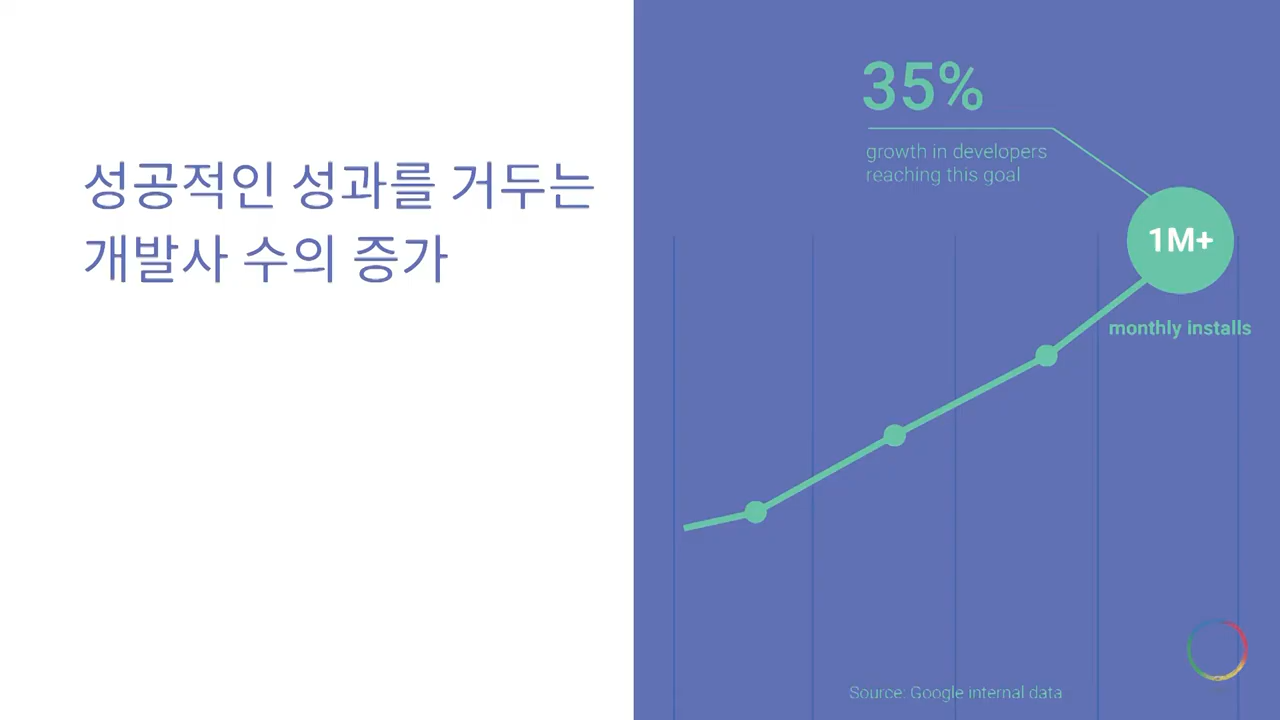 성공적인 성과를 거두는
개발사 수의 증가
35%
growth in developers
reaching this goal
1M+
monthly installs
Source: Google internal data